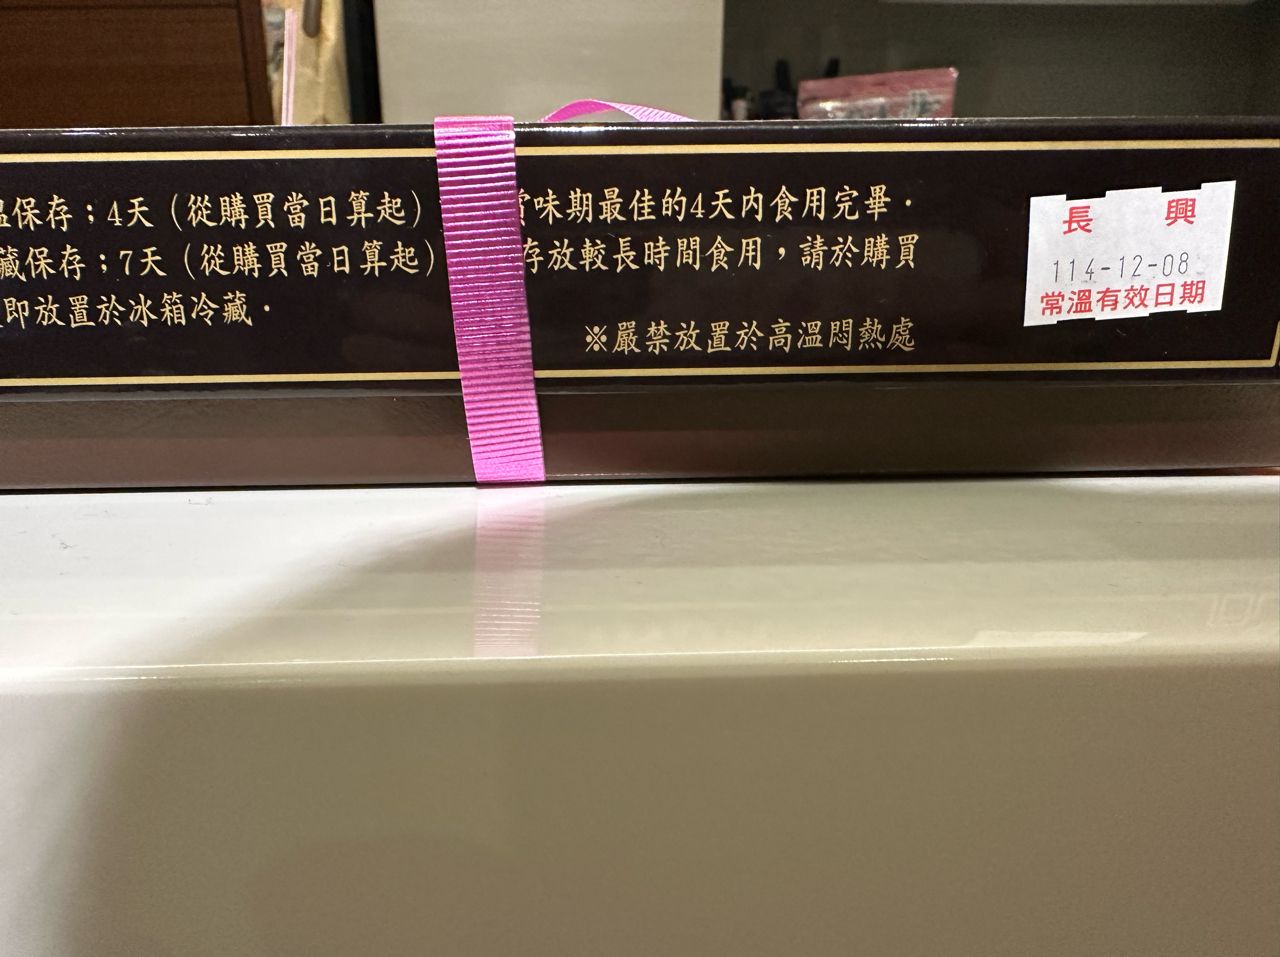 溫保存；4天（從購買當日算起）
藏保存；7天（從購買當日算起）
即放置於冰箱冷藏．
賞味期最佳的4天內食用完畢．
存放較長時間食用，請於購買
※嚴禁放置於高溫悶熱處
長 興
114-12-08
常溫有效日期